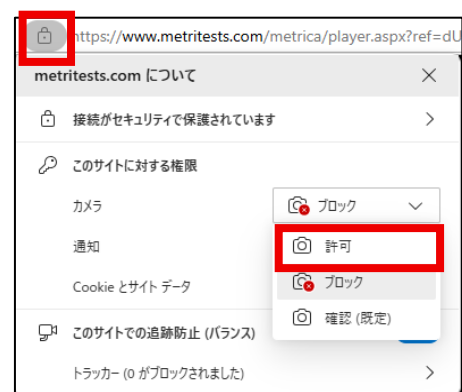 https://www.metritests.com/metrica/player.aspx?ref=dU
metritests.com について
接続がセキュリティで保護されています
このサイトに対する権限
カメラ
ブロック
通知
許可
Cookie とサイト データ
ブロック
確認 (既定)
このサイトでの追跡防止 (バランス)
トラッカー (0 がブロックされました)